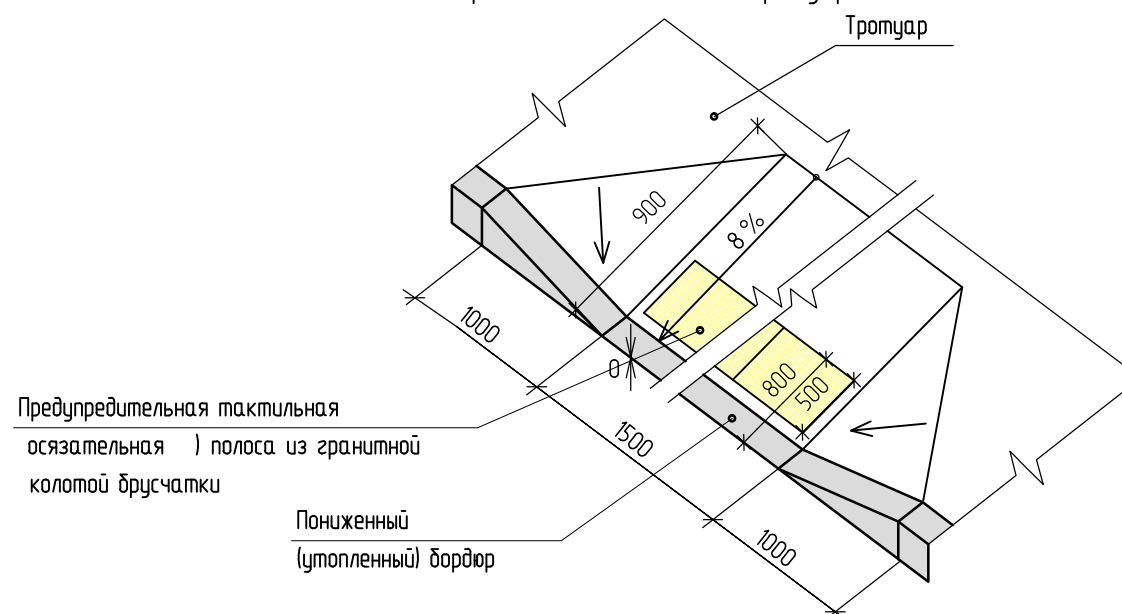 Тротуар
900
8 %
1000
0
800
500
Предупредительная тактильная
осязательная ) полоса из гранитной
колотой брусчатки
1500
Пониженный
(утопленный) бордюр
1000